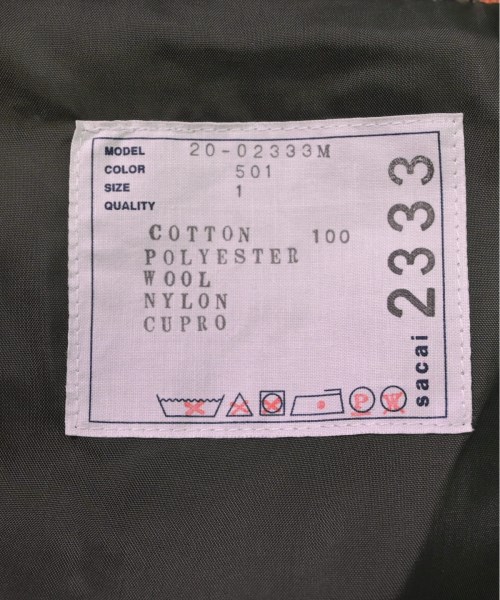 MODEL 20-02333M
COLOR 501
SIZE 1
QUALITY
COTTON 100
POLYESTER
WOOL
NYLON
CUPRO
P W
sacai 2333